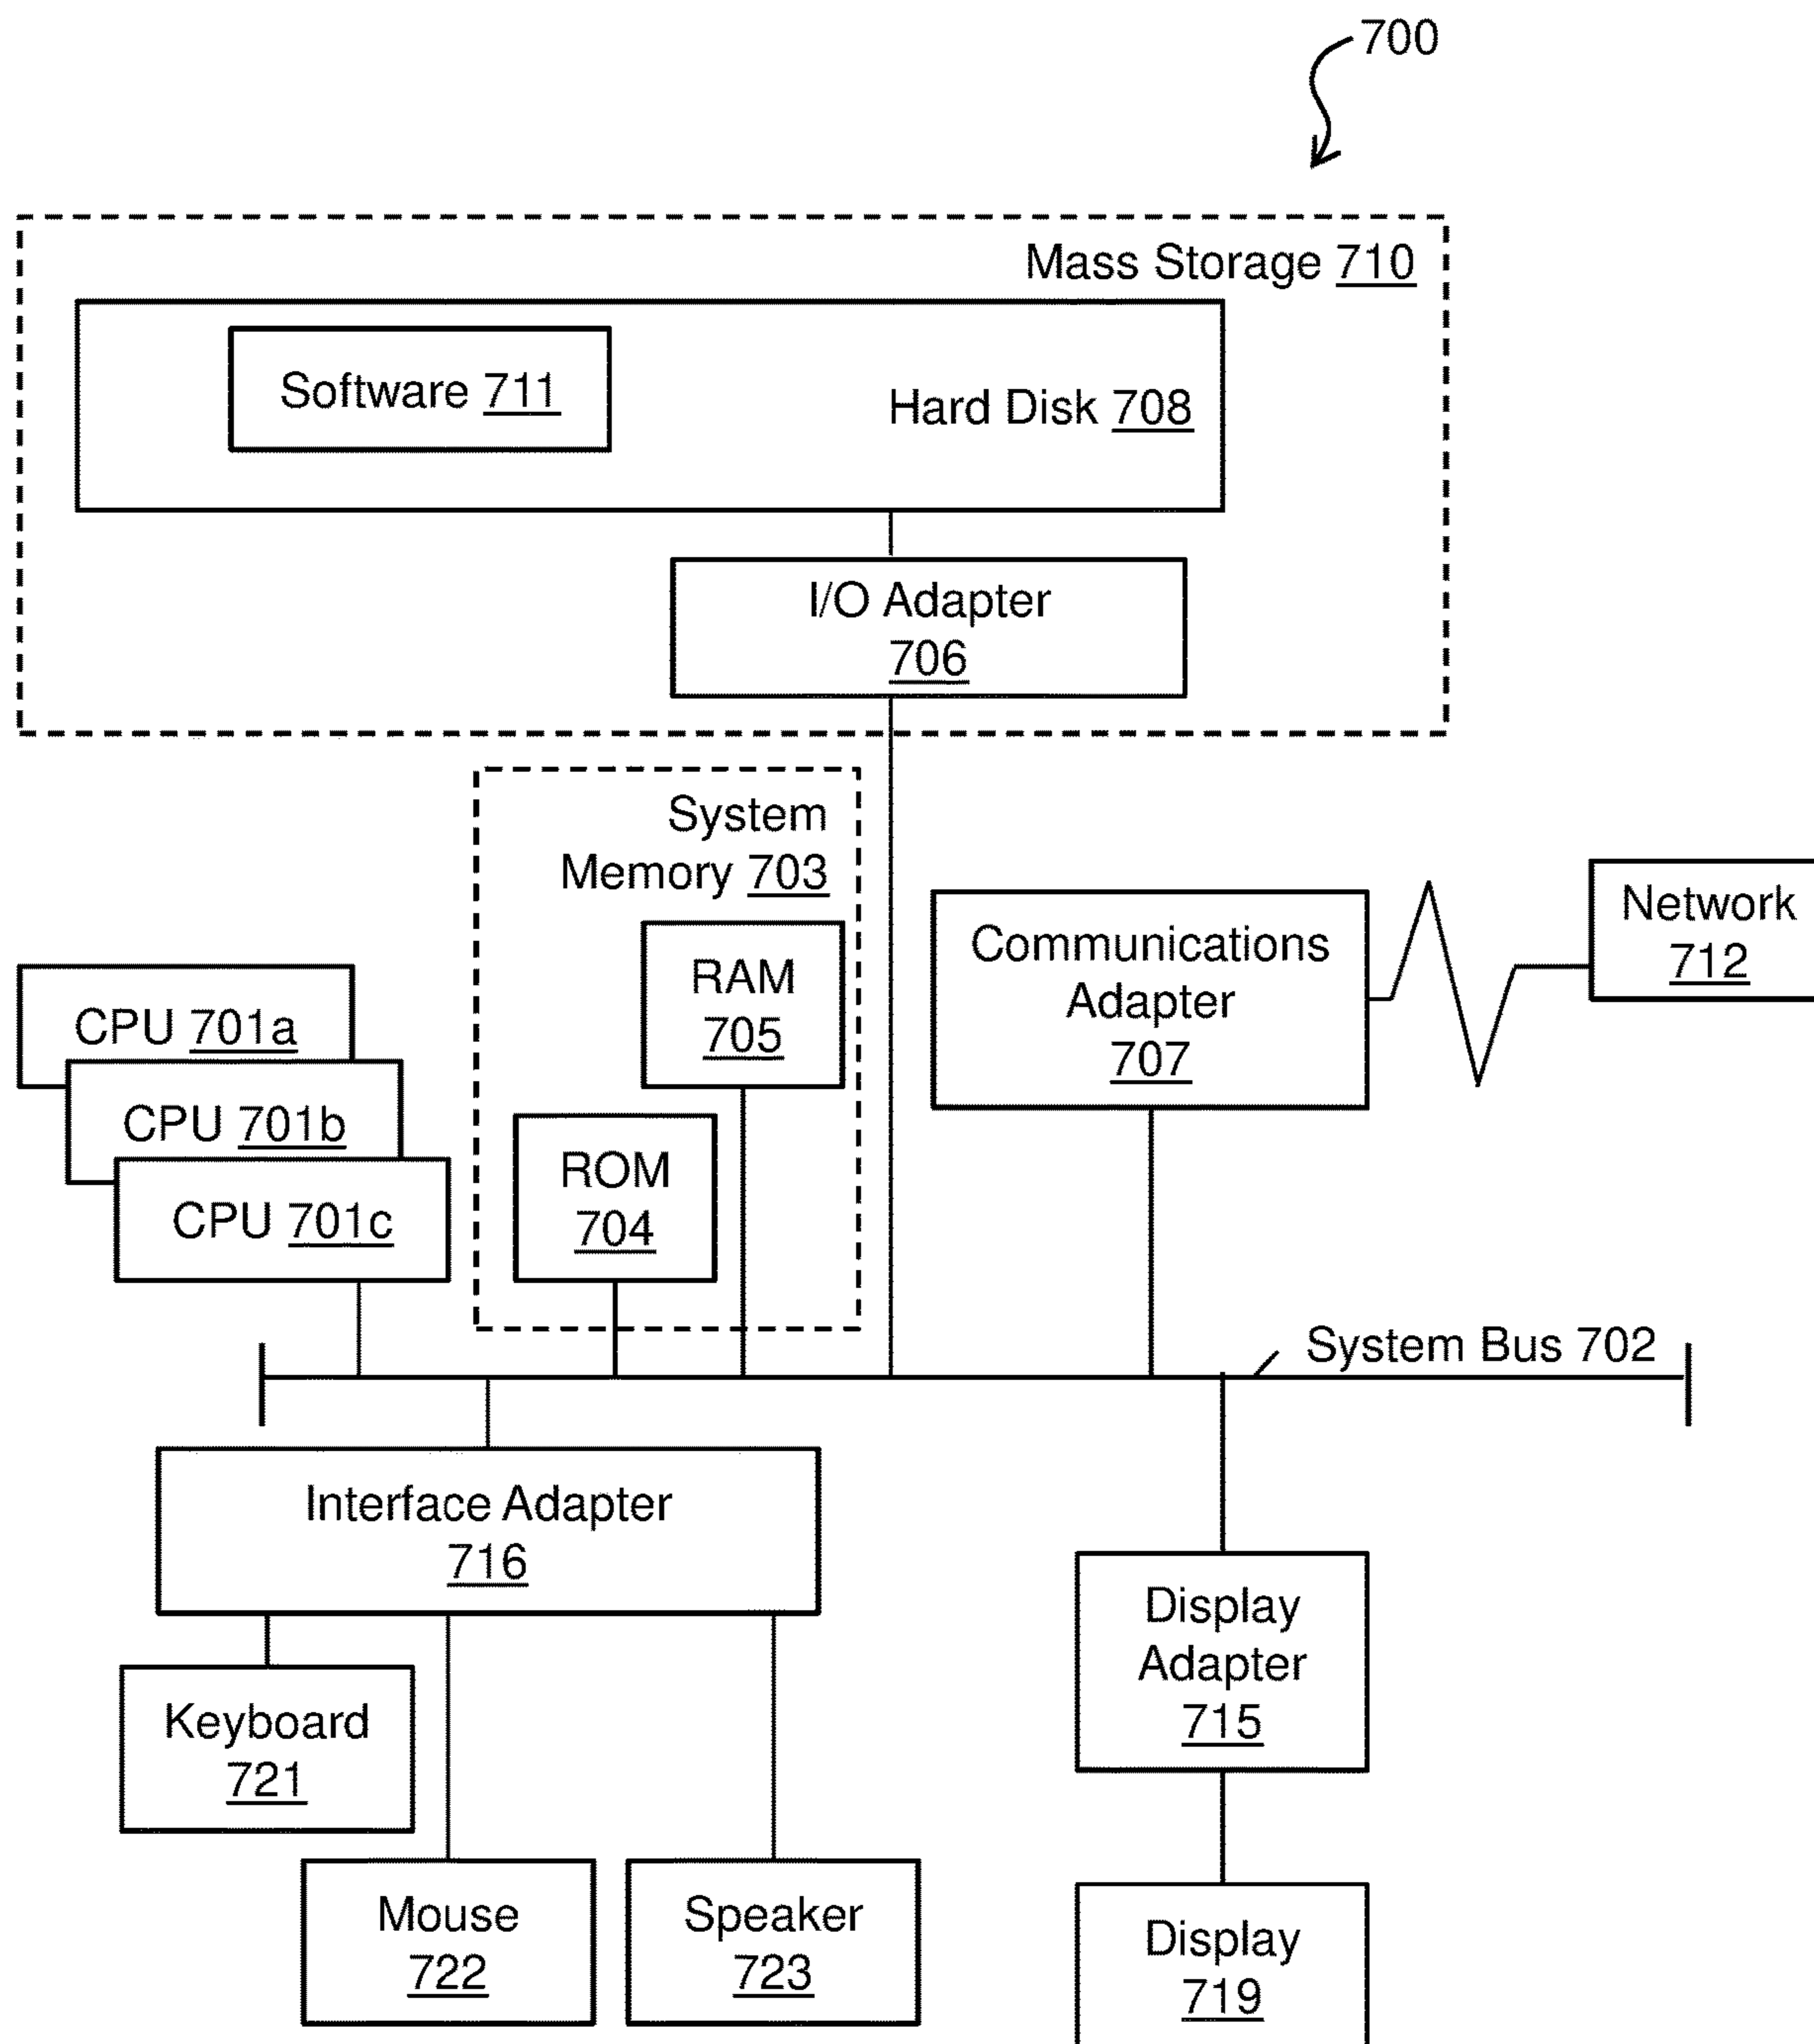 700
Mass Storage 710
Software 711
Hard Disk 708
I/O Adapter
706
System
Memory 703
RAM
705
ROM
704
Communications
Adapter
707
Network
712
CPU 701a
CPU 701b
CPU 701c
System Bus 702
Interface Adapter
716
Keyboard
721
Mouse
722
Speaker
723
Display
Adapter
715
Display
719